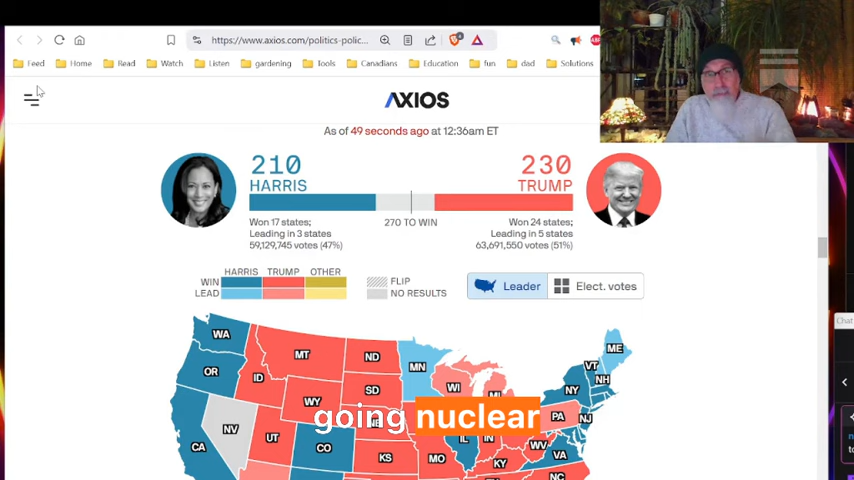 https://www.axios.com/politics-polic...
Feed Home Read Watch Listen gardening Tools Canadians Education fun dad Solutions
AXIOS
As of 49 seconds ago at 12:36am ET
210
HARRIS
230
TRUMP
Won 17 states;
Leading in 3 states
59,129,745 votes (47%)
270 TO WIN
Won 24 states;
Leading in 5 states
63,691,550 votes (51%)
HARRIS TRUMP OTHER
WIN
LEAD
FLIP
NO RESULTS
Leader Elect. votes
WA MT ND MN VT ME
OR ID SD WI MI NY NH
WY PA NJ
going nuclear
NV UT CO IL IN WV
CA KS MO KY VA
NC
Chat